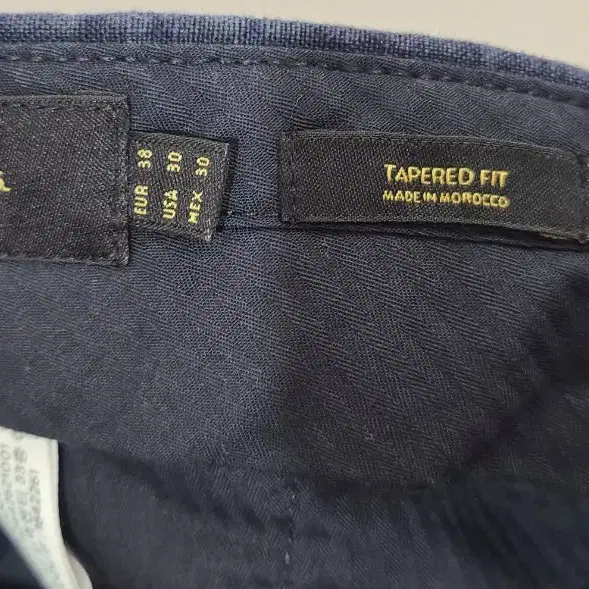 EUR 38
USA 30
MEX 30
TAPERED FIT
MADE IN MOROCCO